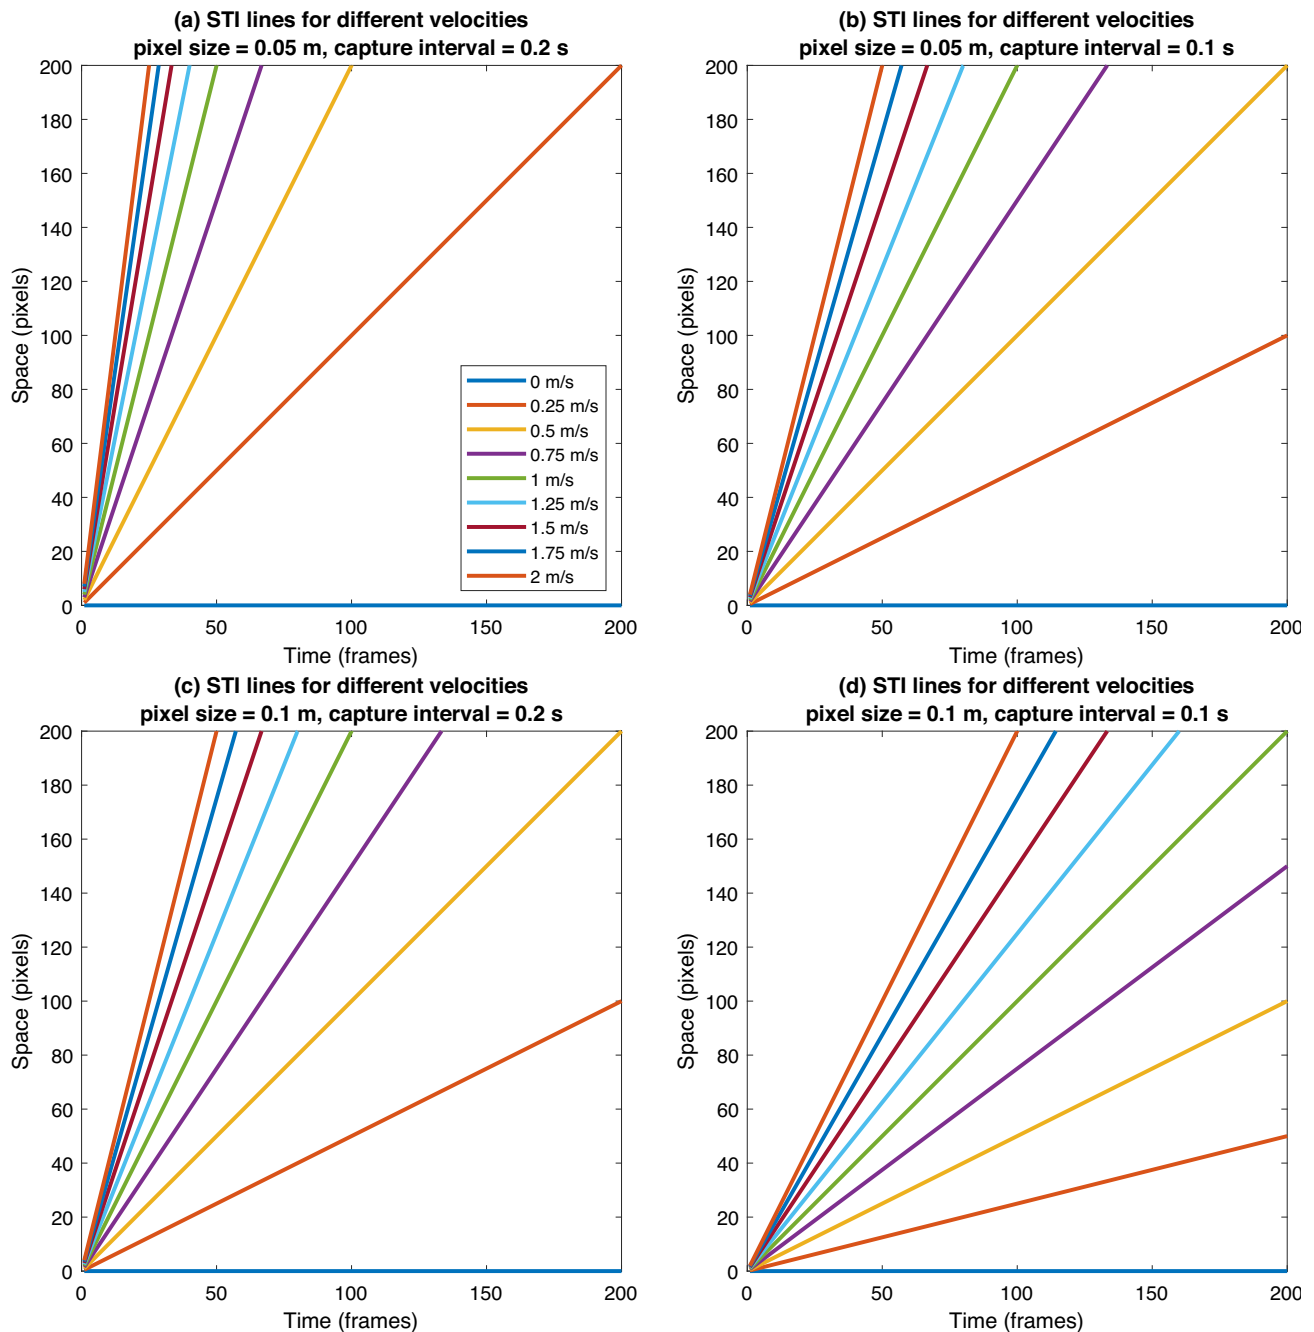 (a) STI lines for different velocities
pixel size = 0.05 m, capture interval = 0.2 s
200
180
160
140
120
100
80
60
40
20
0
Space (pixels)
0 m/s
0.25 m/s
0.5 m/s
0.75 m/s
1 m/s
1.25 m/s
1.5 m/s
1.75 m/s
2 m/s
0 50 100 150 200
Time (frames)
(b) STI lines for different velocities
pixel size = 0.05 m, capture interval = 0.1 s
200
180
160
140
120
100
80
60
40
20
0
Space (pixels)
0 50 100 150 200
Time (frames)
(c) STI lines for different velocities
pixel size = 0.1 m, capture interval = 0.2 s
200
180
160
140
120
100
80
60
40
20
0
Space (pixels)
0 50 100 150 200
Time (frames)
(d) STI lines for different velocities
pixel size = 0.1 m, capture interval = 0.1 s
200
180
160
140
120
100
80
60
40
20
0
Space (pixels)
0 50 100 150 200
Time (frames)